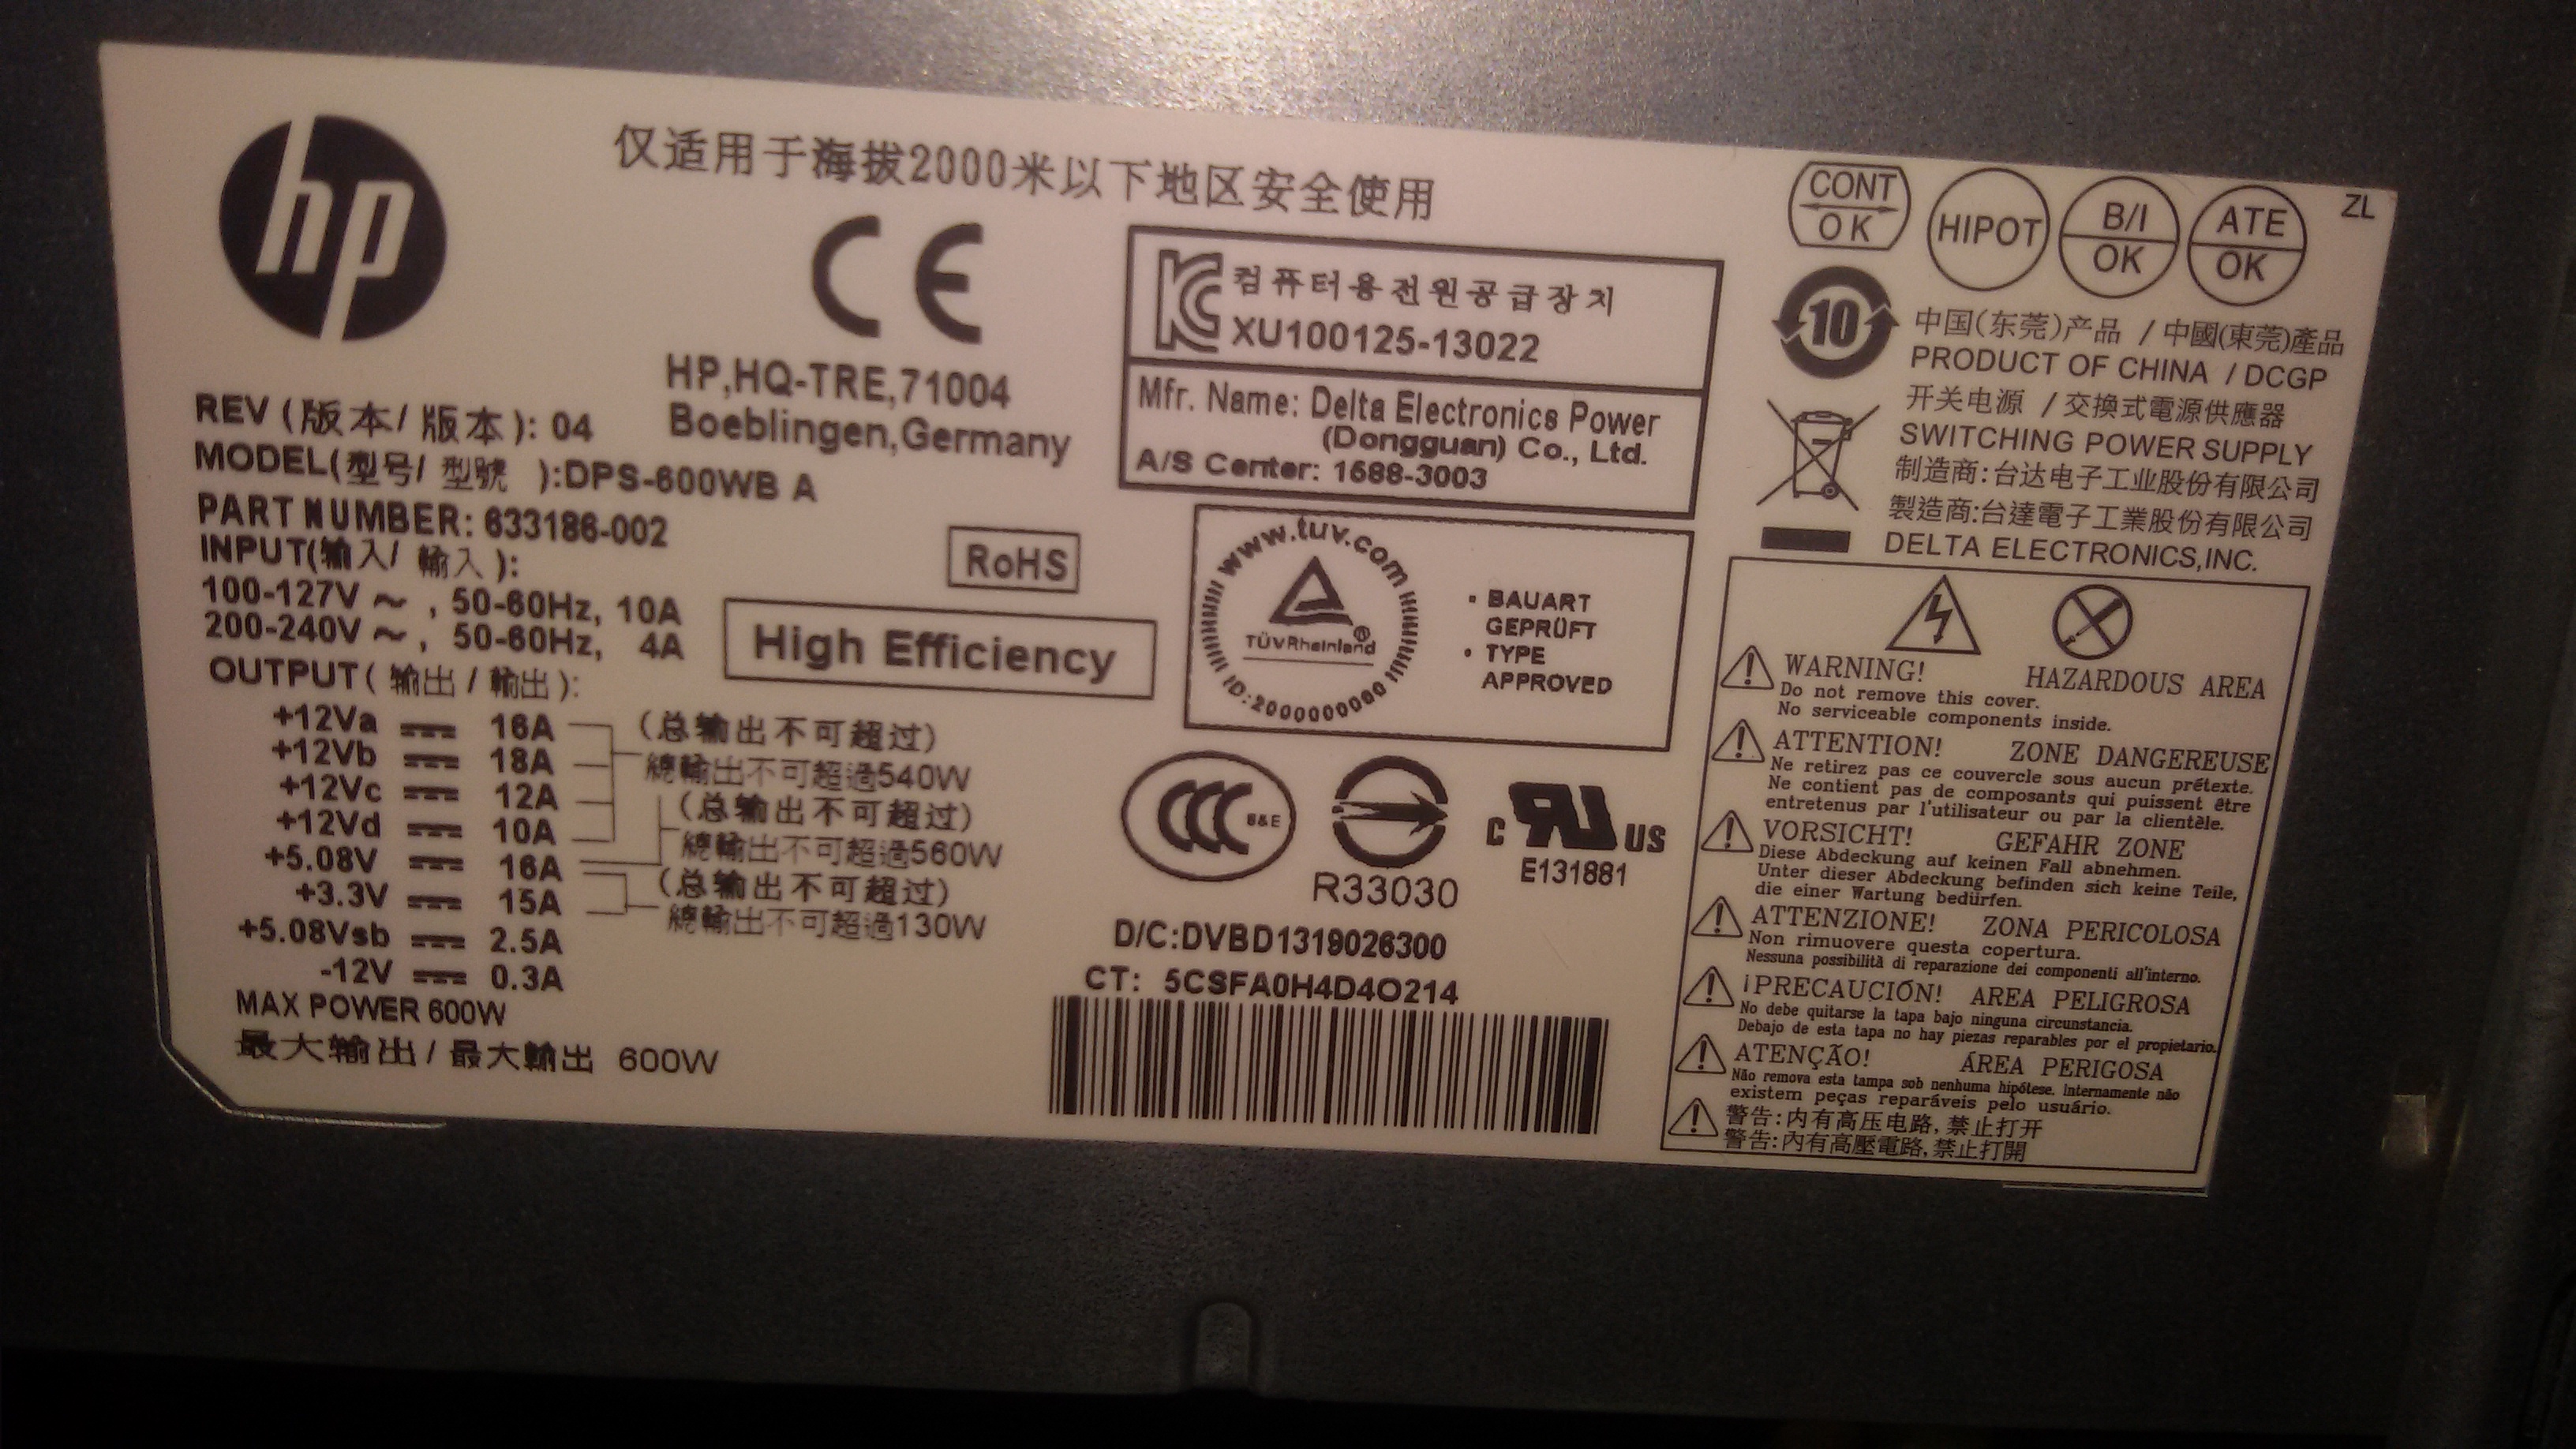 hp
仅适用于海拔2000米以下地区安全使用
CE
HP,HQ-TRE,71004
Boeblingen,Germany
REV (版本/ 版本): 04
MODEL(型号/ 型號 ):DPS-600WB A
PART NUMBER: 633186-002
INPUT(输入/ 輸入 ):
100-127V ～ , 50-60Hz, 10A
200-240V ～ , 50-60Hz, 4A
OUTPUT( 输出 / 輸出 ):
+12Va ⎓ 16A
+12Vb ⎓ 18A
+12Vc ⎓ 12A
+12Vd ⎓ 10A
+5.08V ⎓ 16A
+3.3V ⎓ 15A
+5.08Vsb ⎓ 2.5A
-12V ⎓ 0.3A
(总输出不可超过)
總輸出不可超過540W
(总输出不可超过)
總輸出不可超過560W
(总输出不可超过)
總輸出不可超過130W
MAX POWER 600W
最大输出 / 最大輸出 600W
RoHS
High Efficiency
KC 컴퓨터용전원공급장치
XU100125-13022
Mfr. Name: Delta Electronics Power
(Dongguan) Co., Ltd.
A/S Center: 1688-3003
www.tuv.com
TÜVRheinland®
ID:2000000000
• BAUART
GEPRÜFT
• TYPE
APPROVED
CCC S&E
R33030
c RU US
E131881
D/C:DVBD1319026300
CT: 5CSFA0H4D4O214
CONT
OK
HIPOT
B/I
OK
ATE
OK
ZL
10
中国(东莞)产品 / 中國(東莞)產品
PRODUCT OF CHINA / DCGP
开关电源 / 交換式電源供應器
SWITCHING POWER SUPPLY
制造商:台达电子工业股份有限公司
製造商:台達電子工業股份有限公司
DELTA ELECTRONICS,INC.
WARNING! HAZARDOUS AREA
Do not remove this cover.
No serviceable components inside.
ATTENTION! ZONE DANGEREUSE
Ne retirez pas ce couvercle sous aucun prétexte.
Ne contient pas de composants qui puissent être
entretenus par l'utilisateur ou par la clientèle.
VORSICHT! GEFAHR ZONE
Diese Abdeckung auf keinen Fall abnehmen.
Unter dieser Abdeckung befinden sich keine Teile,
die einer Wartung bedürfen.
ATTENZIONE! ZONA PERICOLOSA
Non rimuovere questa copertura.
Nessuna possibilità di reparazione dei componenti all'interno.
¡PRECAUCIÓN! AREA PELIGROSA
No debe quitarse la tapa bajo ninguna circunstancia.
Debajo de esta tapa no hay piezas reparables por el propietario.
ATENÇÃO! ÁREA PERIGOSA
Não remova esta tampa sob nenhuma hipótese. Internamente não
existem peças reparáveis pelo usuário.
警告:内有高压电路,禁止打开
警告:內有高壓電路,禁止打開